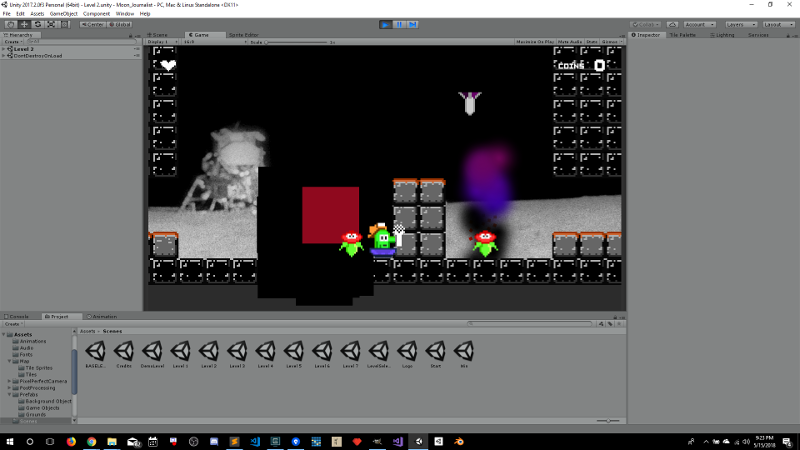 Unity 2017.2.0f3 Personal (64bit) - Level 2.unity - Moon_Journalist - PC, Mac & Linux Standalone <DX11>
File Edit Assets GameObject Component Window Help
Center Global Collab Account Layers Layout
Hierarchy Scene Game Sprite Editor Inspector Tile Palette Lighting Services
Create Display 1 Scale 1x Maximize On Play Mute Audio Stats Gizmos
Level 2
DontDestroyOnLoad
COINS 0
Console Project Animation
Create
Assets Assets Scenes
Animations
Audio
Fonts
Map
Tile Sprites
Tiles
PixelPerfectCamera
PostProcessing
Prefabs
Background Object
Game Objects
Grounds
Scenes
BASELE... Credits DemoLevel Level 1 Level 2 Level 3 Level 4 Level 5 Level 6 Level 7 LevelSele... Logo Start Win
9:23 PM
5/15/2018